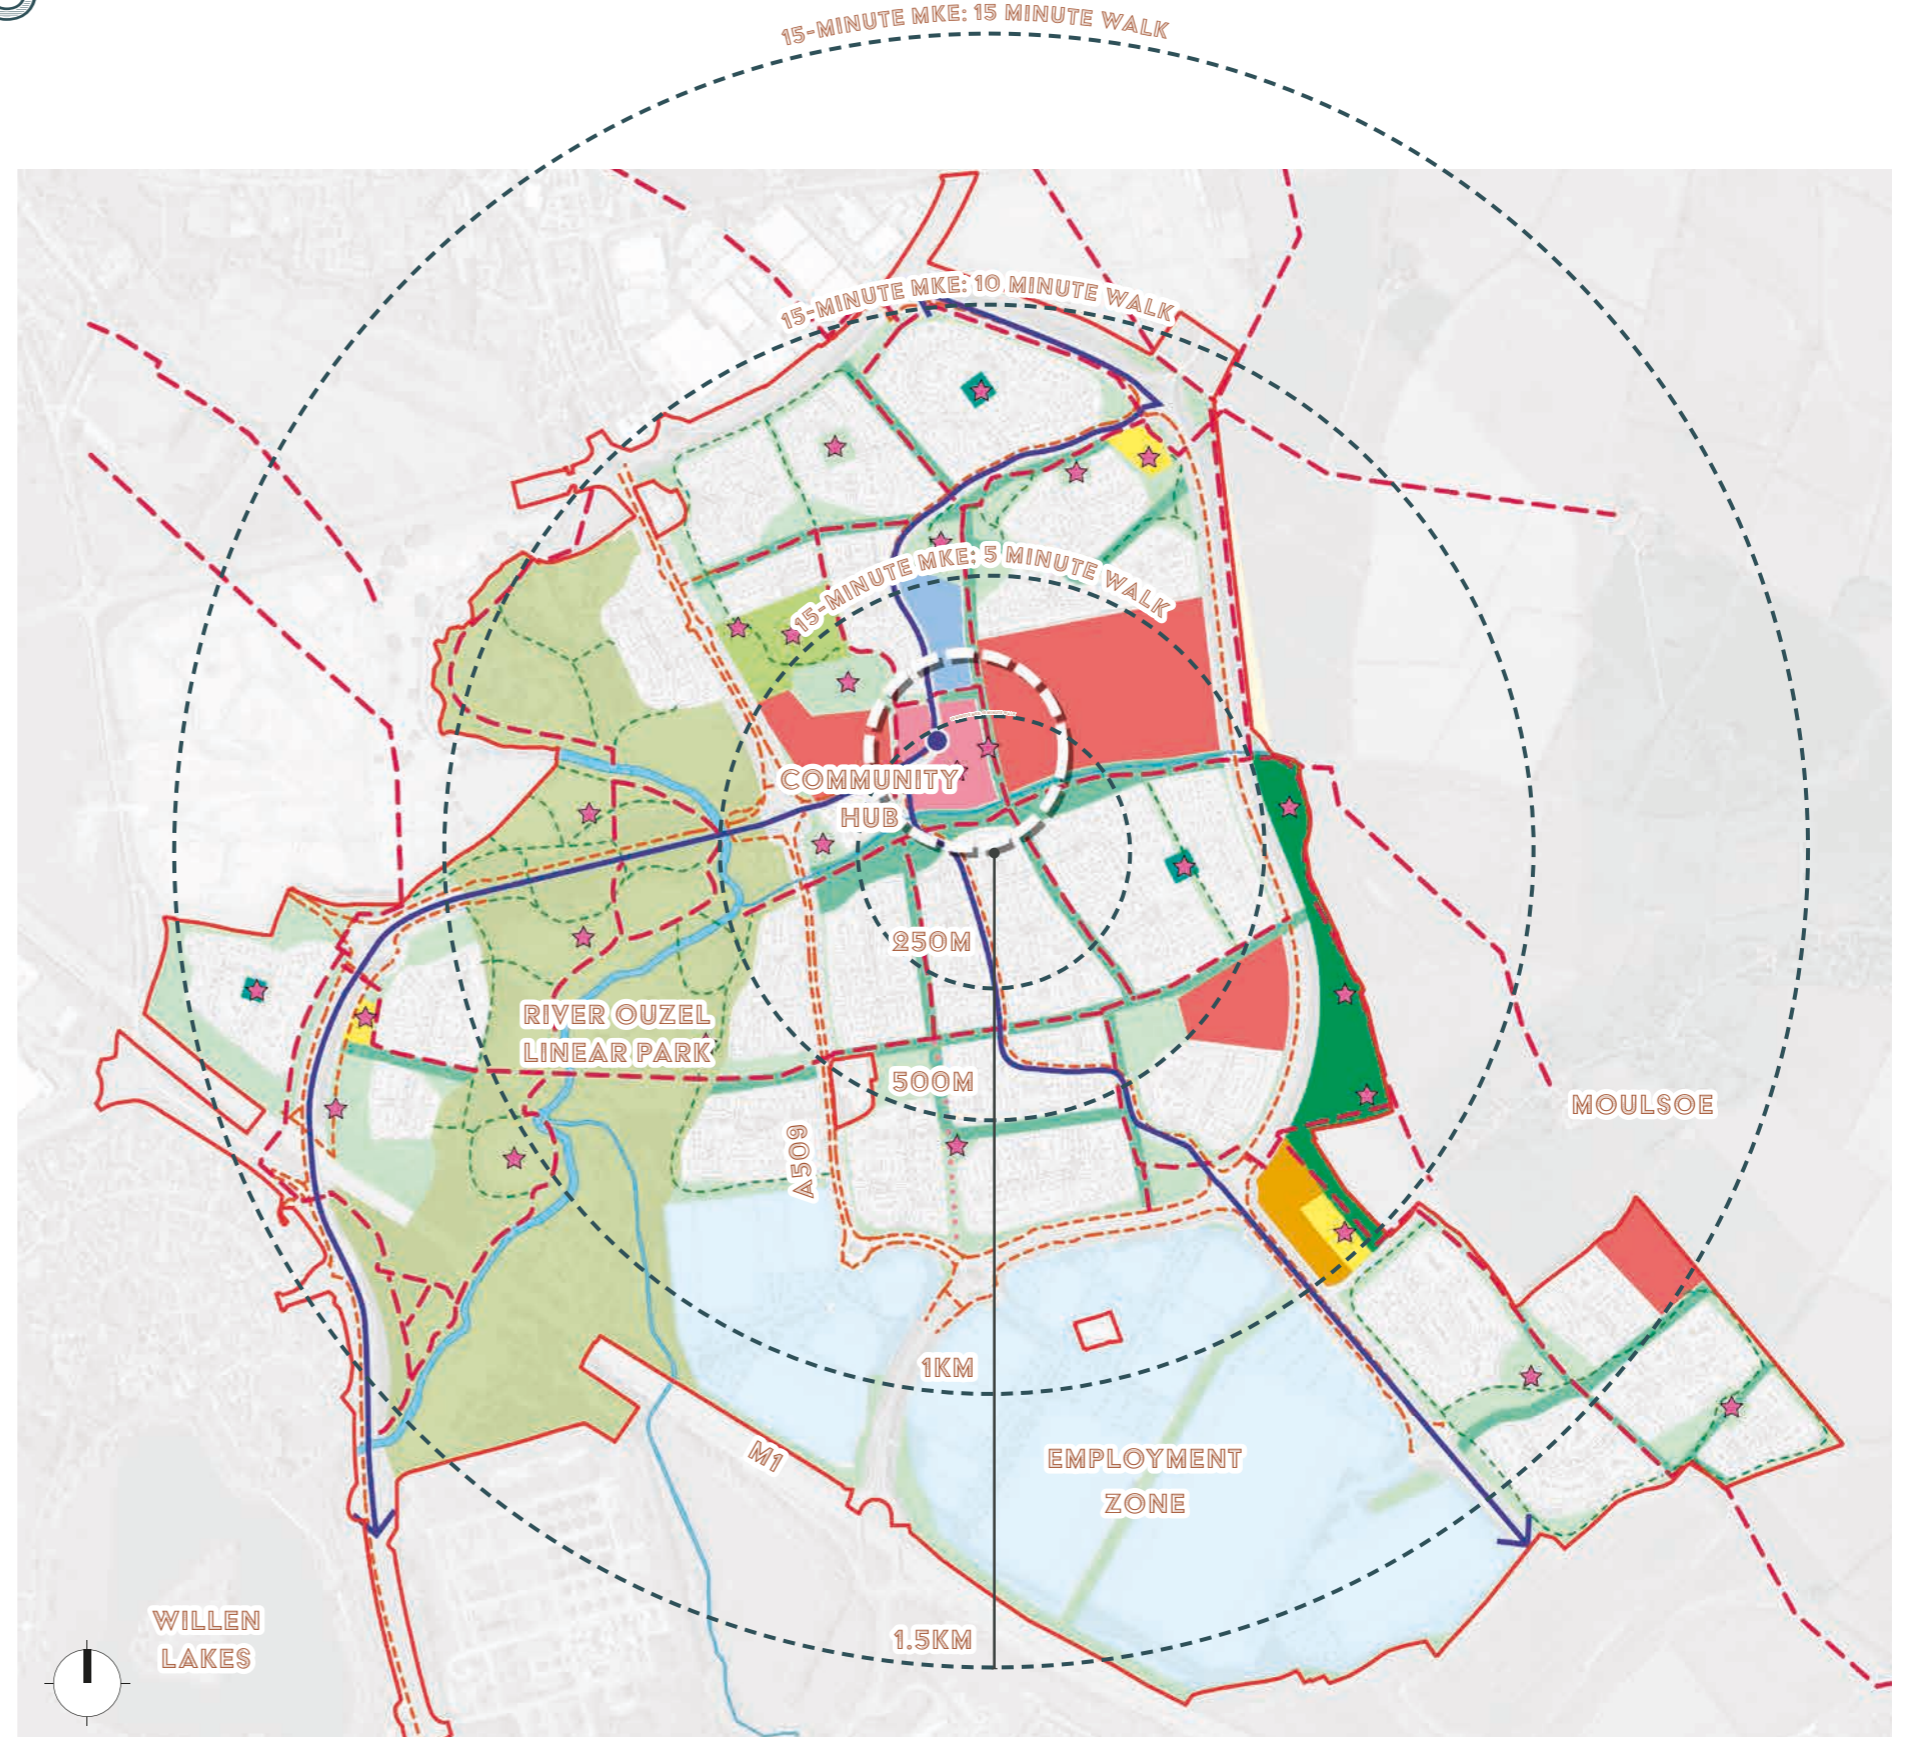 15-MINUTE MKE: 15 MINUTE WALK
15-MINUTE MKE: 10 MINUTE WALK
15-MINUTE MKE: 5 MINUTE WALK
COMMUNITY
HUB
250M
RIVER OUZEL
LINEAR PARK
500M
MOULSOE
A509
1KM
M1
EMPLOYMENT
ZONE
WILLEN
LAKES
1.5KM